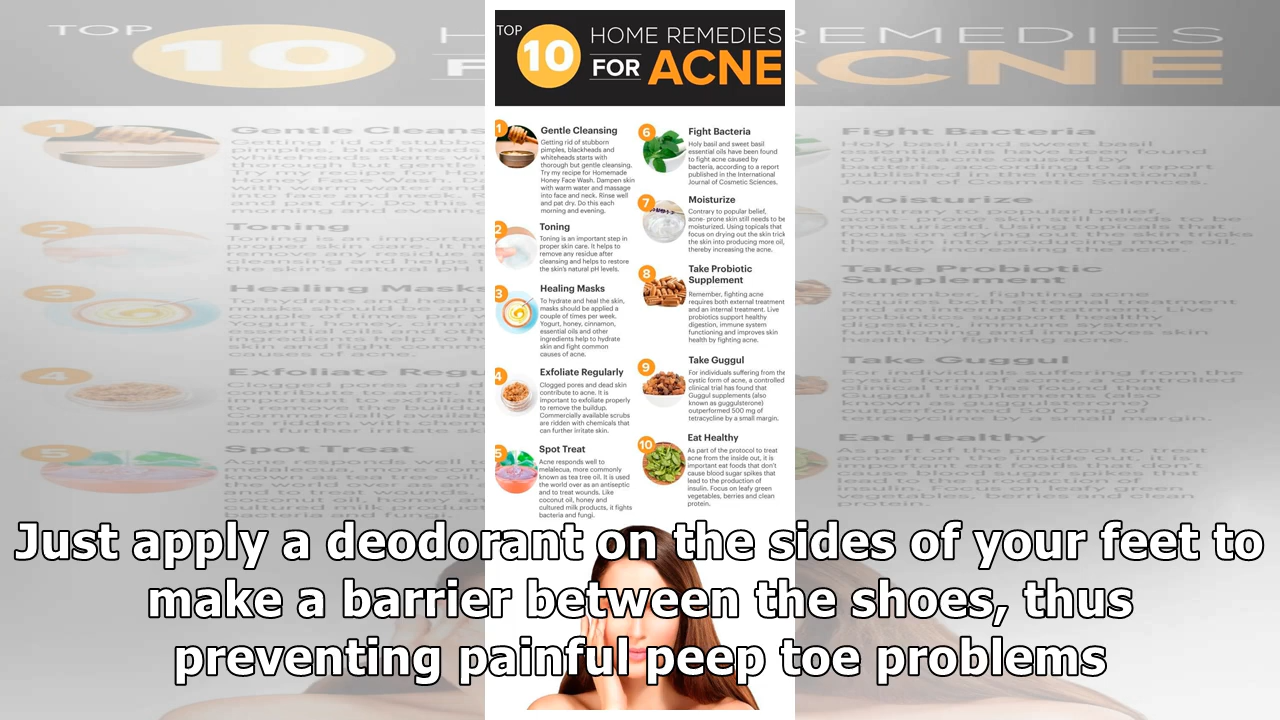 TOP
10
HOME REMEDIES
FOR ACNE
1
Gentle Cleansing
Getting rid of stubborn
pimples, blackheads and
whiteheads starts with
thorough but gentle cleansing.
Try my recipe for Homemade
Honey Face Wash. Dampen skin
with warm water and massage
into face and neck. Rinse well
and pat dry. Do this each
morning and evening.
2
Toning
Toning is an important step in
proper skin care. It helps to
remove any residue after
cleansing and helps to restore
the skin's natural pH levels.
3
Healing Masks
To hydrate and heal the skin,
masks should be applied a
couple of times per week.
Yogurt, honey, cinnamon,
essential oils and other
ingredients help to hydrate
skin and fight common
causes of acne.
4
Exfoliate Regularly
Clogged pores and dead skin
contribute to acne. It is
important to exfoliate properly
to remove the buildup.
Commercially available scrubs
are ridden with chemicals that
can further irritate skin.
5
Spot Treat
Acne responds well to
melalecua, more commonly
known as tea tree oil. It is used
the world over as an antiseptic
and to treat wounds. Like
coconut oil, honey and
cultured milk products, it fights
bacteria and fungi.
6
Fight Bacteria
Holy basil and sweet basil
essential oils have been found
to fight acne caused by
bacteria, according to a report
published in the International
Journal of Cosmetic Sciences.
7
Moisturize
Contrary to popular belief,
acne- prone skin still needs to be
moisturized. Using topicals that
focus on drying out the skin trick
the skin into producing more oil,
thereby increasing the acne.
8
Take Probiotic
Supplement
Remember, fighting acne
requires both external treatment
and an internal treatment. Live
probiotics support healthy
digestion, immune system
functioning and improves skin
health by fighting acne.
9
Take Guggul
For individuals suffering from the
cystic form of acne, a controlled
clinical trial has found that
Guggul supplements (also
known as guggulsterone)
outperformed 500 mg of
tetracycline by a small margin.
10
Eat Healthy
As part of the protocol to treat
acne from the inside out, it is
important eat foods that don't
cause blood sugar spikes that
lead to the production of
insulin. Focus on leafy green
vegetables, berries and clean
protein.
Just apply a deodorant on the sides of your feet to
make a barrier between the shoes, thus
preventing painful peep toe problems